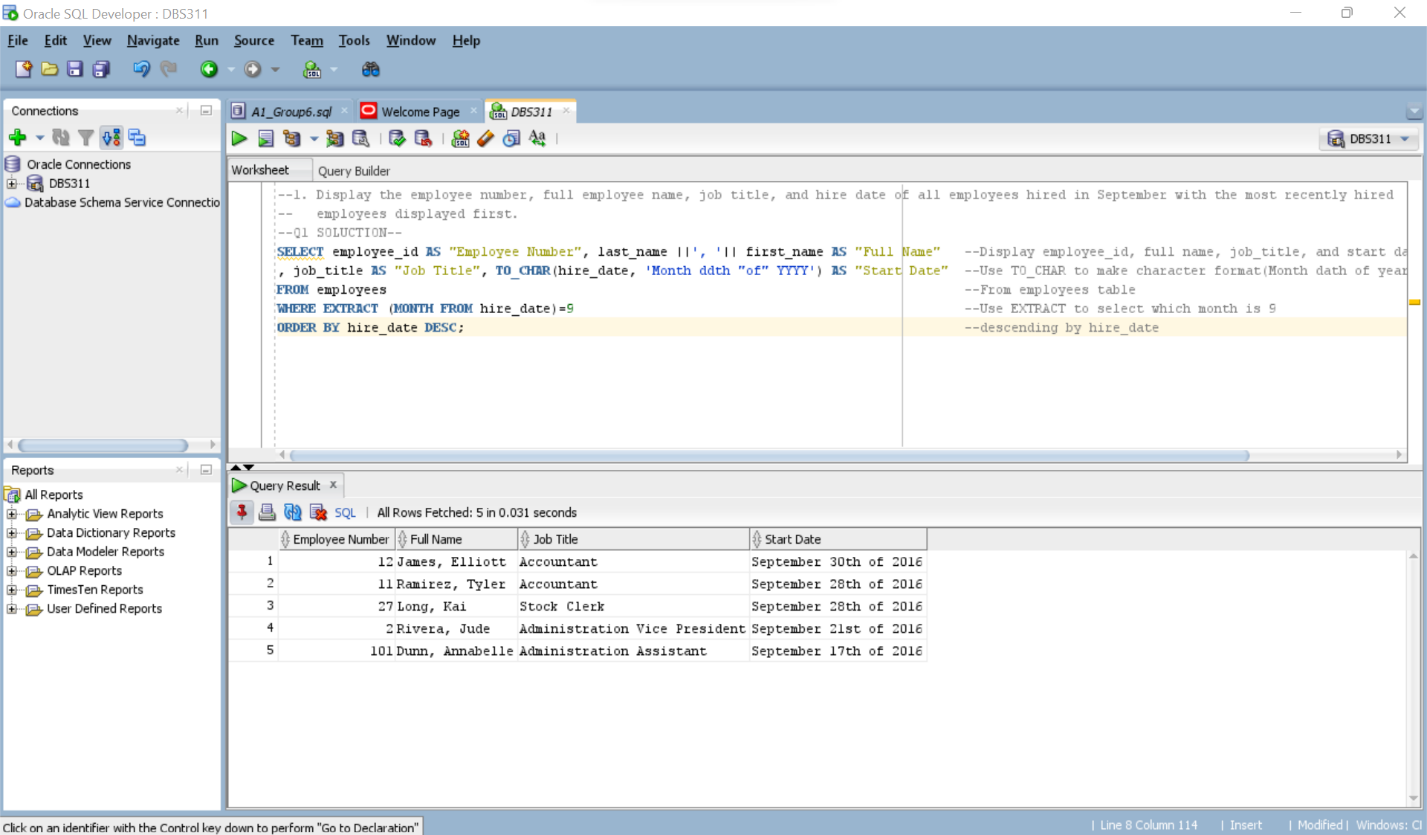 Oracle SQL Developer : DBS311
File Edit View Navigate Run Source Team Tools Window Help
Connections
Oracle Connections
DBS311
Database Schema Service Connectio
A1_Group6.sql
Welcome Page
DBS311
DBS311
Worksheet
Query Builder
--1. Display the employee number, full employee name, job title, and hire date of all employees hired in September with the most recently hired
-- employees displayed first.
--Q1 SOLUCTION--
SELECT employee_id AS "Employee Number", last_name ||', '|| first_name AS "Full Name" --Display employee_id, full name, job_title, and start da
, job_title AS "Job Title", TO_CHAR(hire_date, 'Month ddth "of" YYYY') AS "Start Date" --Use TO_CHAR to make character format(Month dath of year
FROM employees --From employees table
WHERE EXTRACT (MONTH FROM hire_date)=9 --Use EXTRACT to select which month is 9
ORDER BY hire_date DESC; --descending by hire_date
Reports
All Reports
Analytic View Reports
Data Dictionary Reports
Data Modeler Reports
OLAP Reports
TimesTen Reports
User Defined Reports
Query Result
SQL | All Rows Fetched: 5 in 0.031 seconds
Employee Number Full Name Job Title Start Date
1 12 James, Elliott Accountant September 30th of 2016
2 11 Ramirez, Tyler Accountant September 28th of 2016
3 27 Long, Kai Stock Clerk September 28th of 2016
4 2 Rivera, Jude Administration Vice President September 21st of 2016
5 101 Dunn, Annabelle Administration Assistant September 17th of 2016
Click on an identifier with the Control key down to perform "Go to Declaration"
| Line 8 Column 114 | Insert | Modified | Windows: C